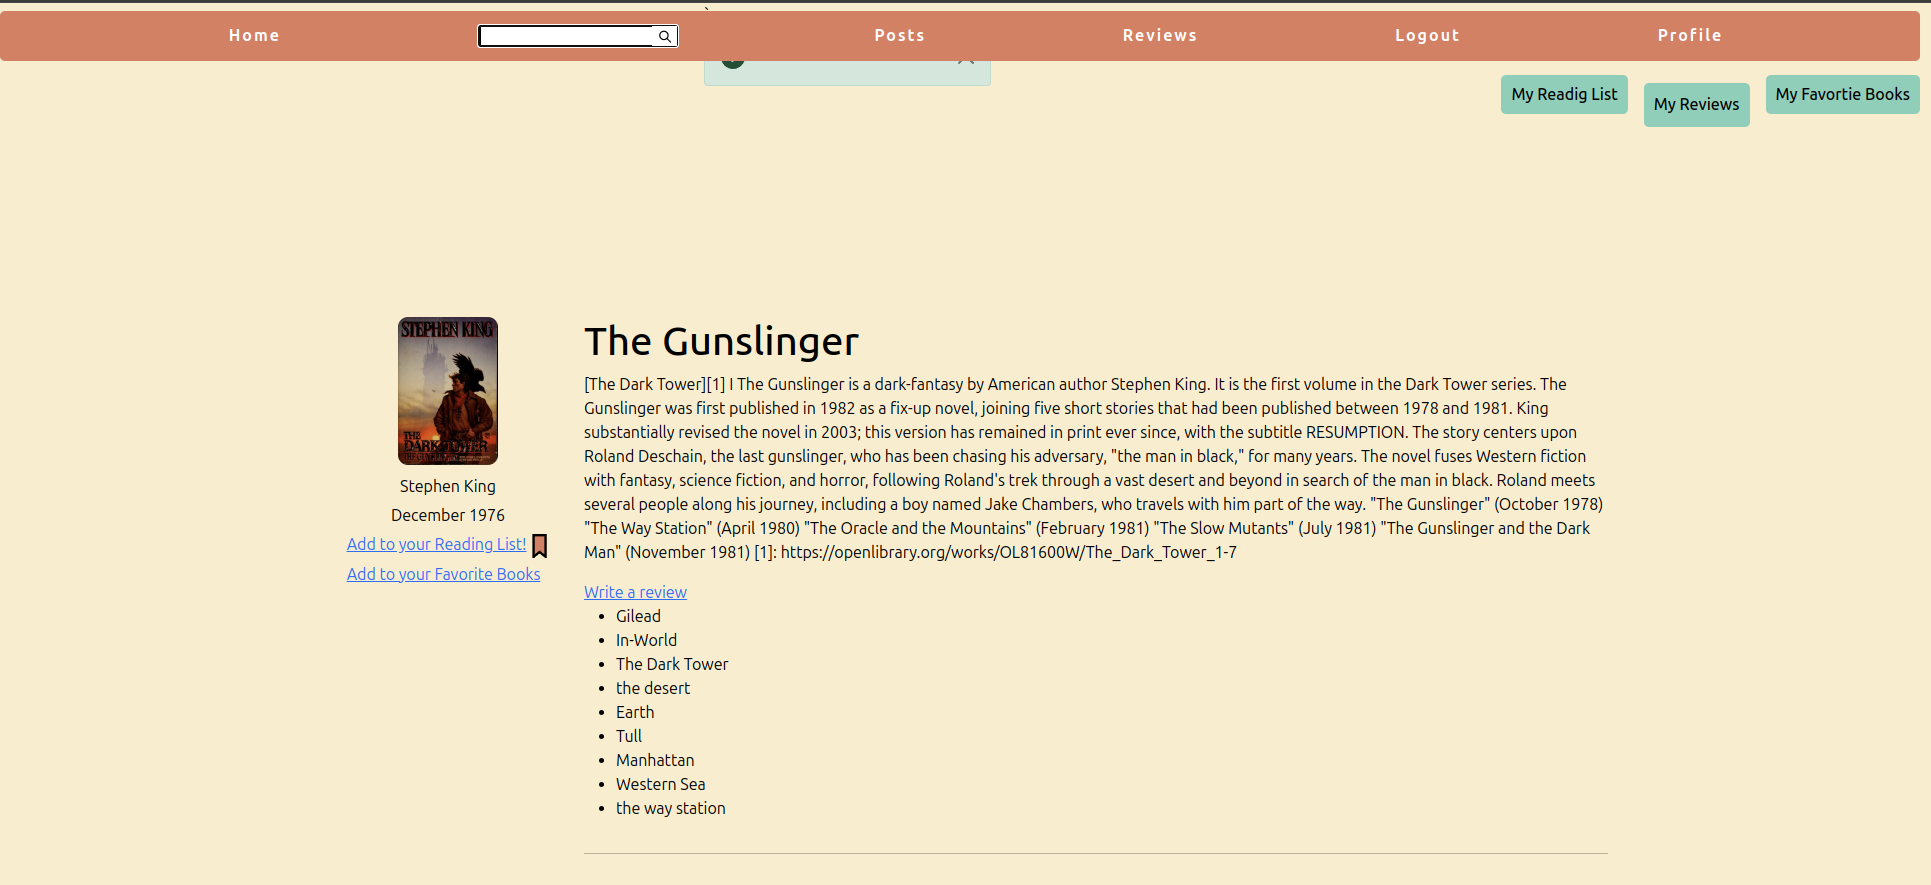 `
Home Posts Reviews Logout Profile
My Readig List My Reviews My Favortie Books
STEPHEN KING
THE
DARK TOWER
Stephen King
December 1976
Add to your Reading List!
Add to your Favorite Books
The Gunslinger
[The Dark Tower][1] I The Gunslinger is a dark-fantasy by American author Stephen King. It is the first volume in the Dark Tower series. The
Gunslinger was first published in 1982 as a fix-up novel, joining five short stories that had been published between 1978 and 1981. King
substantially revised the novel in 2003; this version has remained in print ever since, with the subtitle RESUMPTION. The story centers upon
Roland Deschain, the last gunslinger, who has been chasing his adversary, "the man in black," for many years. The novel fuses Western fiction
with fantasy, science fiction, and horror, following Roland's trek through a vast desert and beyond in search of the man in black. Roland meets
several people along his journey, including a boy named Jake Chambers, who travels with him part of the way. "The Gunslinger" (October 1978)
"The Way Station" (April 1980) "The Oracle and the Mountains" (February 1981) "The Slow Mutants" (July 1981) "The Gunslinger and the Dark
Man" (November 1981) [1]: https://openlibrary.org/works/OL81600W/The_Dark_Tower_1-7
Write a review
Gilead
In-World
The Dark Tower
the desert
Earth
Tull
Manhattan
Western Sea
the way station